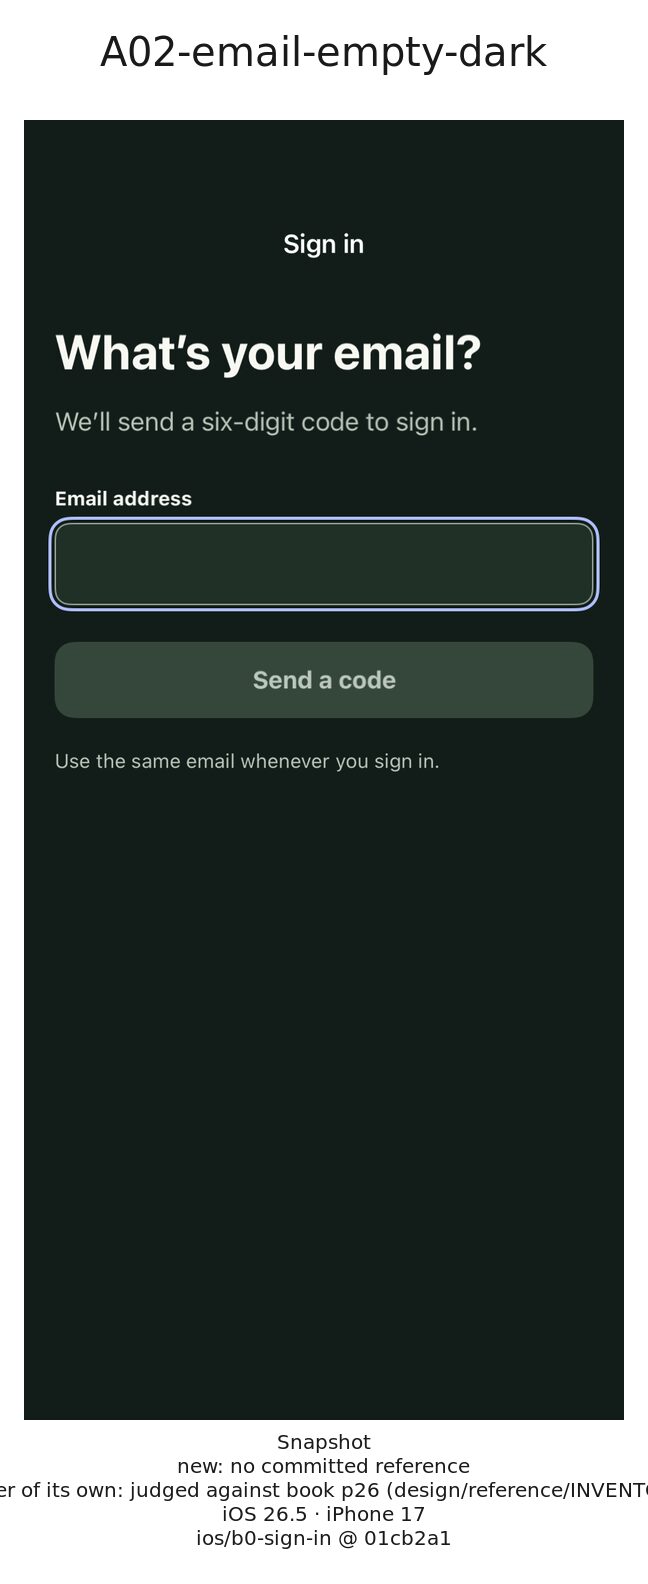 A02-email-empty-dark
Sign in
What’s your email?
We’ll send a six-digit code to sign in.
Email address
Send a code
Use the same email whenever you sign in.
Snapshot
new: no committed reference
of its own: judged against book p26 (design/reference/
iOS 26.5 · iPhone 17
ios/b0-sign-in @ 01cb2a1